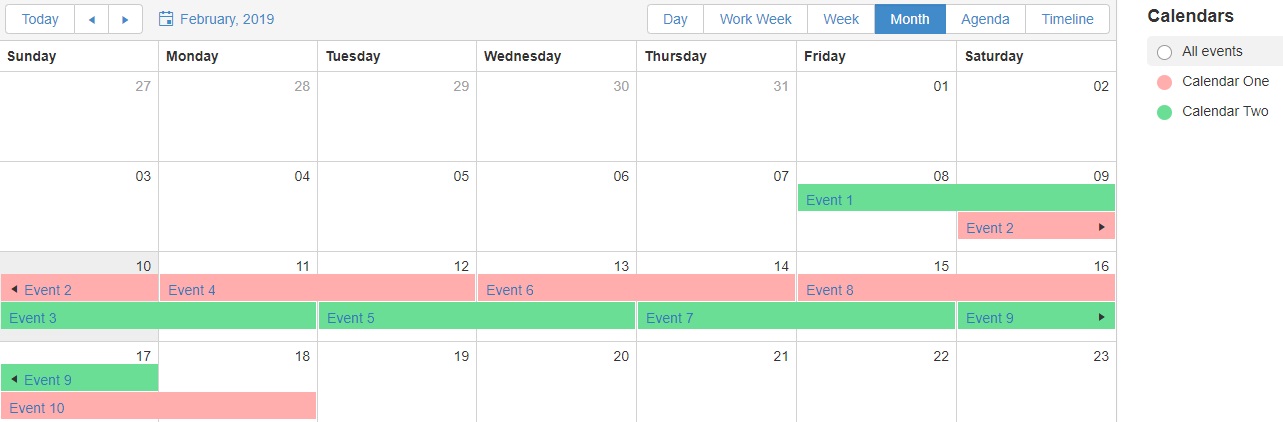 Today February, 2019 Day Work Week Week Month Agenda Timeline
Calendars
All events
Calendar One
Calendar Two
Sunday Monday Tuesday Wednesday Thursday Friday Saturday
27 28 29 30 31 01 02
03 04 05 06 07 08 09
Event 1
Event 2
10 11 12 13 14 15 16
Event 2 Event 4 Event 6 Event 8
Event 3 Event 5 Event 7 Event 9
17 18 19 20 21 22 23
Event 9
Event 10